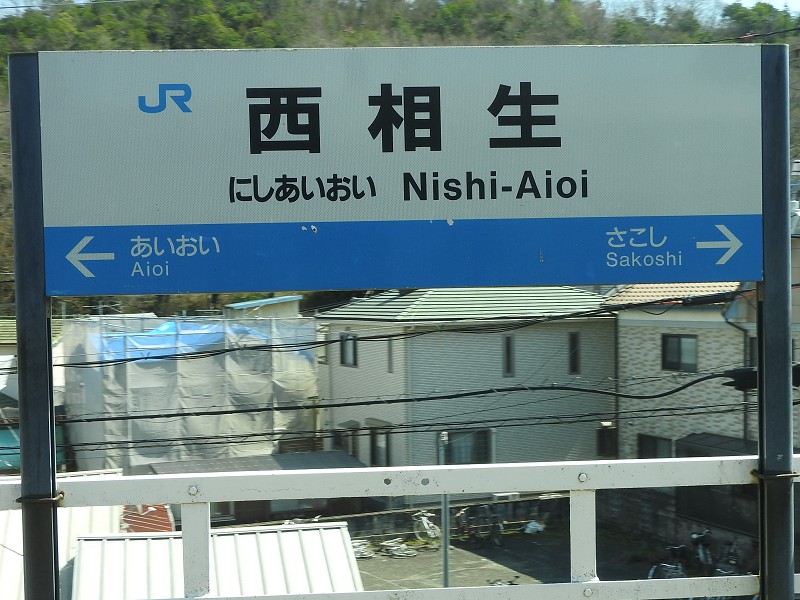 JR 西相生
にしあいおい Nishi-Aioi
← あいおい さこし →
Aioi Sakoshi